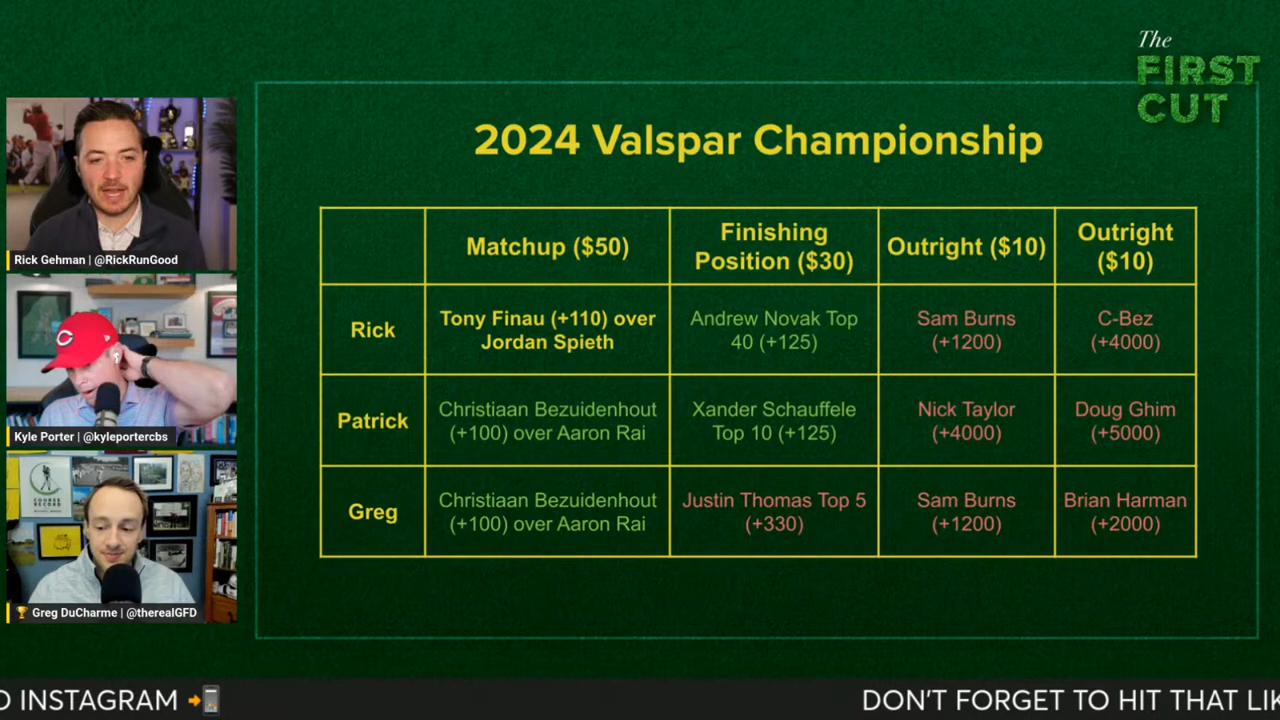 The
FIRST
CUT
2024 Valspar Championship
Matchup ($50)
Finishing
Position ($30)
Outright ($10)
Outright
($10)
Rick
Tony Finau (+110) over
Jordan Spieth
Andrew Novak Top
40 (+125)
Sam Burns
(+1200)
C-Bez
(+4000)
Patrick
Christiaan Bezuidenhout
(+100) over Aaron Rai
Xander Schauffele
Top 10 (+125)
Nick Taylor
(+4000)
Doug Ghim
(+5000)
Greg
Christiaan Bezuidenhout
(+100) over Aaron Rai
Justin Thomas Top 5
(+330)
Sam Burns
(+1200)
Brian Harman
(+2000)
Rick Gehman | @RickRunGood
Kyle Porter | @kyleportercbs
COURSE
RECORD
Greg DuCharme | @therealGFD
O INSTAGRAM
DON'T FORGET TO HIT THAT LIK